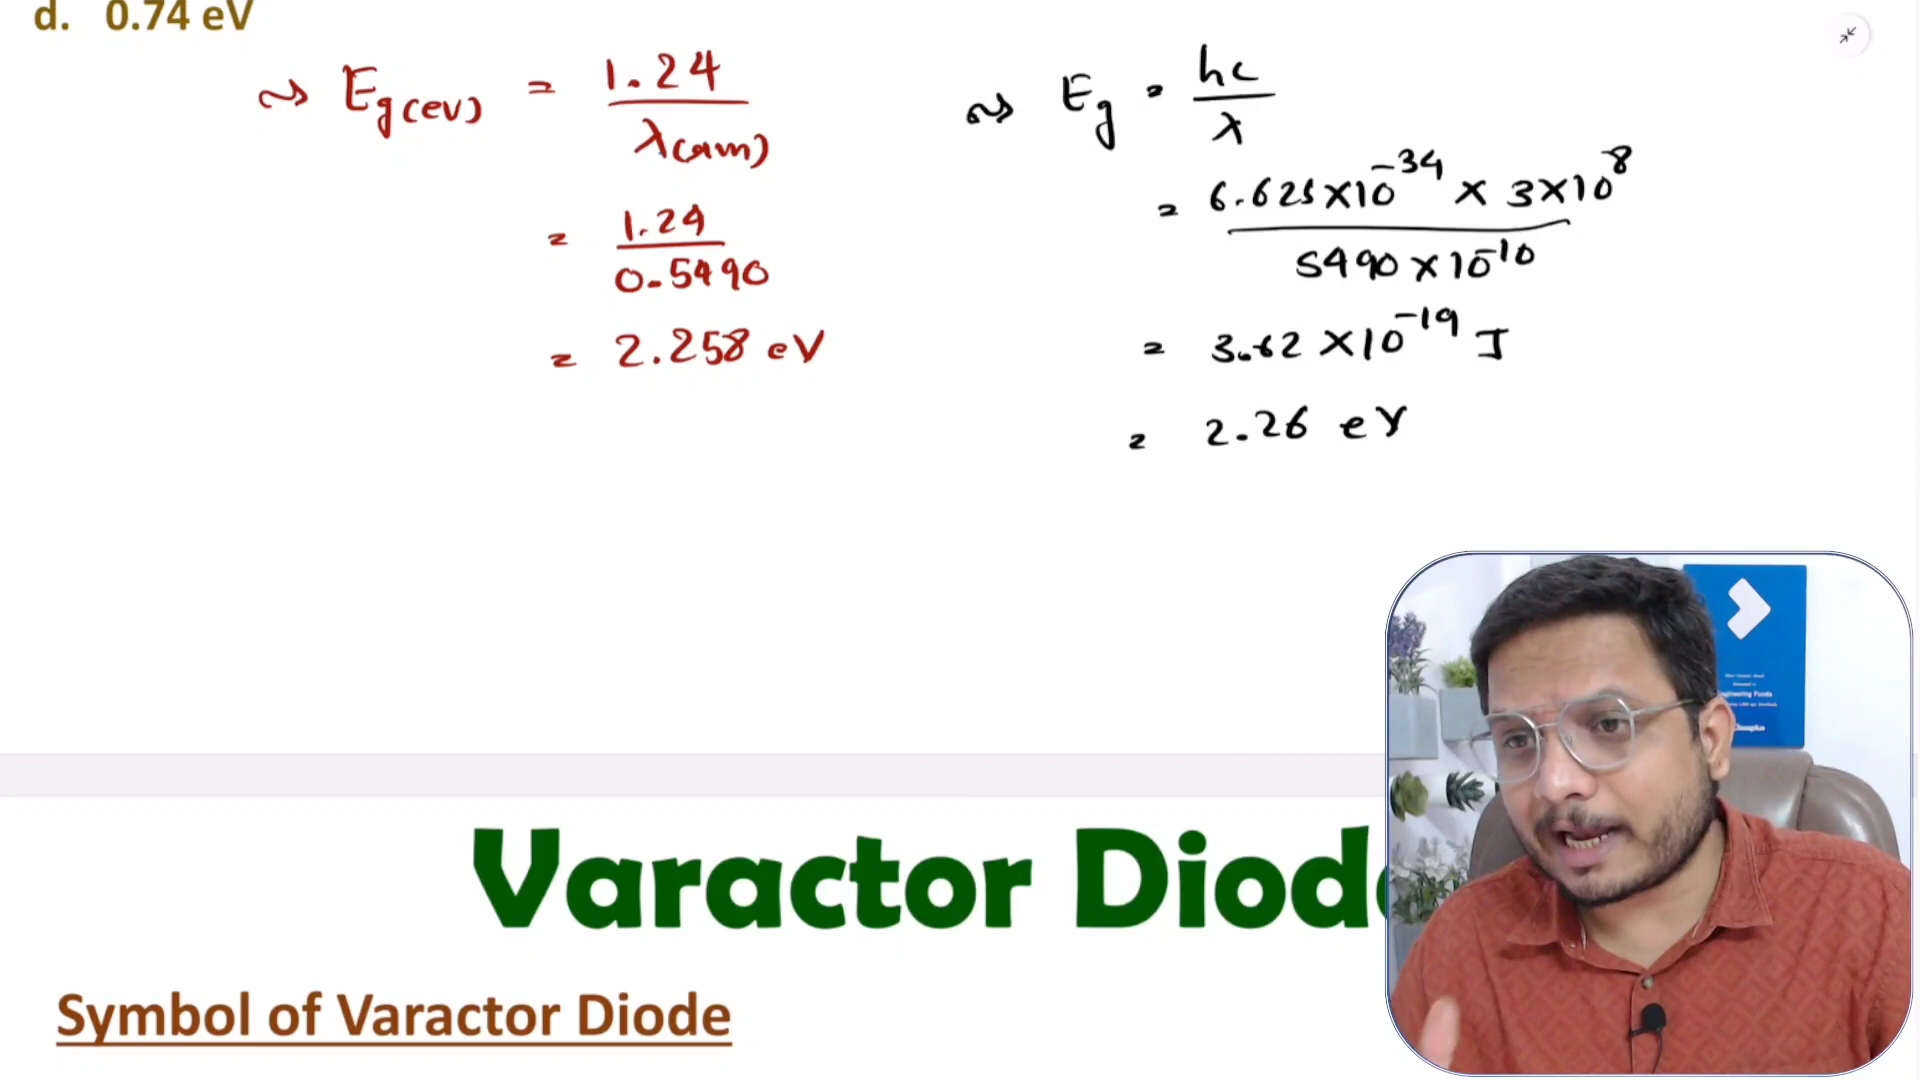 d. 0.74 eV
⇝ Eg(ev) = 1.24 / λ(μm)
= 1.24 / 0.5490
= 2.258 eV
⇝ Eg = hc / λ
= 6.625×10^-34 × 3×10^8 / 5490×10^-10
= 3.62 ×10^-19 J
= 2.26 eV
Varactor Diod
Symbol of Varactor Diode